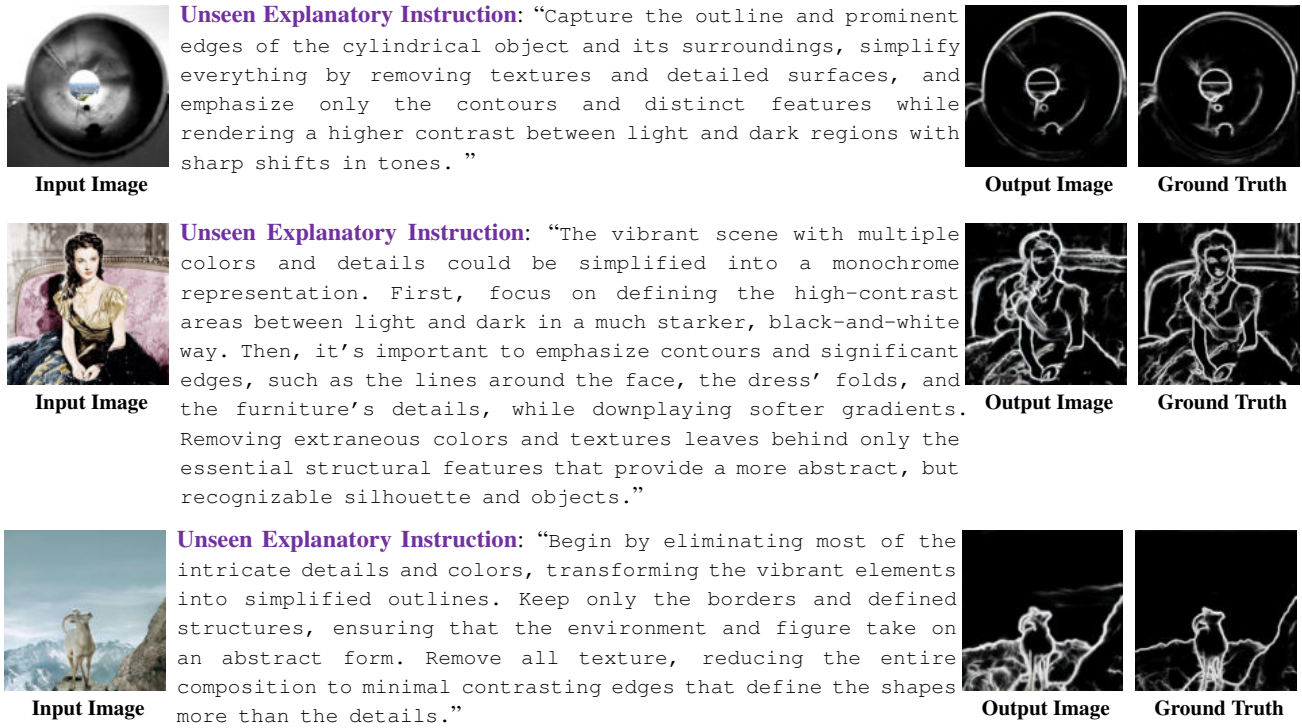 Unseen Explanatory Instruction: “Capture the outline and prominent
edges of the cylindrical object and its surroundings, simplify
everything by removing textures and detailed surfaces, and
emphasize only the contours and distinct features while
rendering a higher contrast between light and dark regions with
sharp shifts in tones. ”
Input Image
Output Image
Ground Truth
Unseen Explanatory Instruction: “The vibrant scene with multiple
colors and details could be simplified into a monochrome
representation. First, focus on defining the high-contrast
areas between light and dark in a much starker, black-and-white
way. Then, it’s important to emphasize contours and significant
edges, such as the lines around the face, the dress’ folds, and
the furniture’s details, while downplaying softer gradients.
Removing extraneous colors and textures leaves behind only the
essential structural features that provide a more abstract, but
recognizable silhouette and objects.”
Input Image
Output Image
Ground Truth
Unseen Explanatory Instruction: “Begin by eliminating most of the
intricate details and colors, transforming the vibrant elements
into simplified outlines. Keep only the borders and defined
structures, ensuring that the environment and figure take on
an abstract form. Remove all texture, reducing the entire
composition to minimal contrasting edges that define the shapes
more than the details.”
Input Image
Output Image
Ground Truth